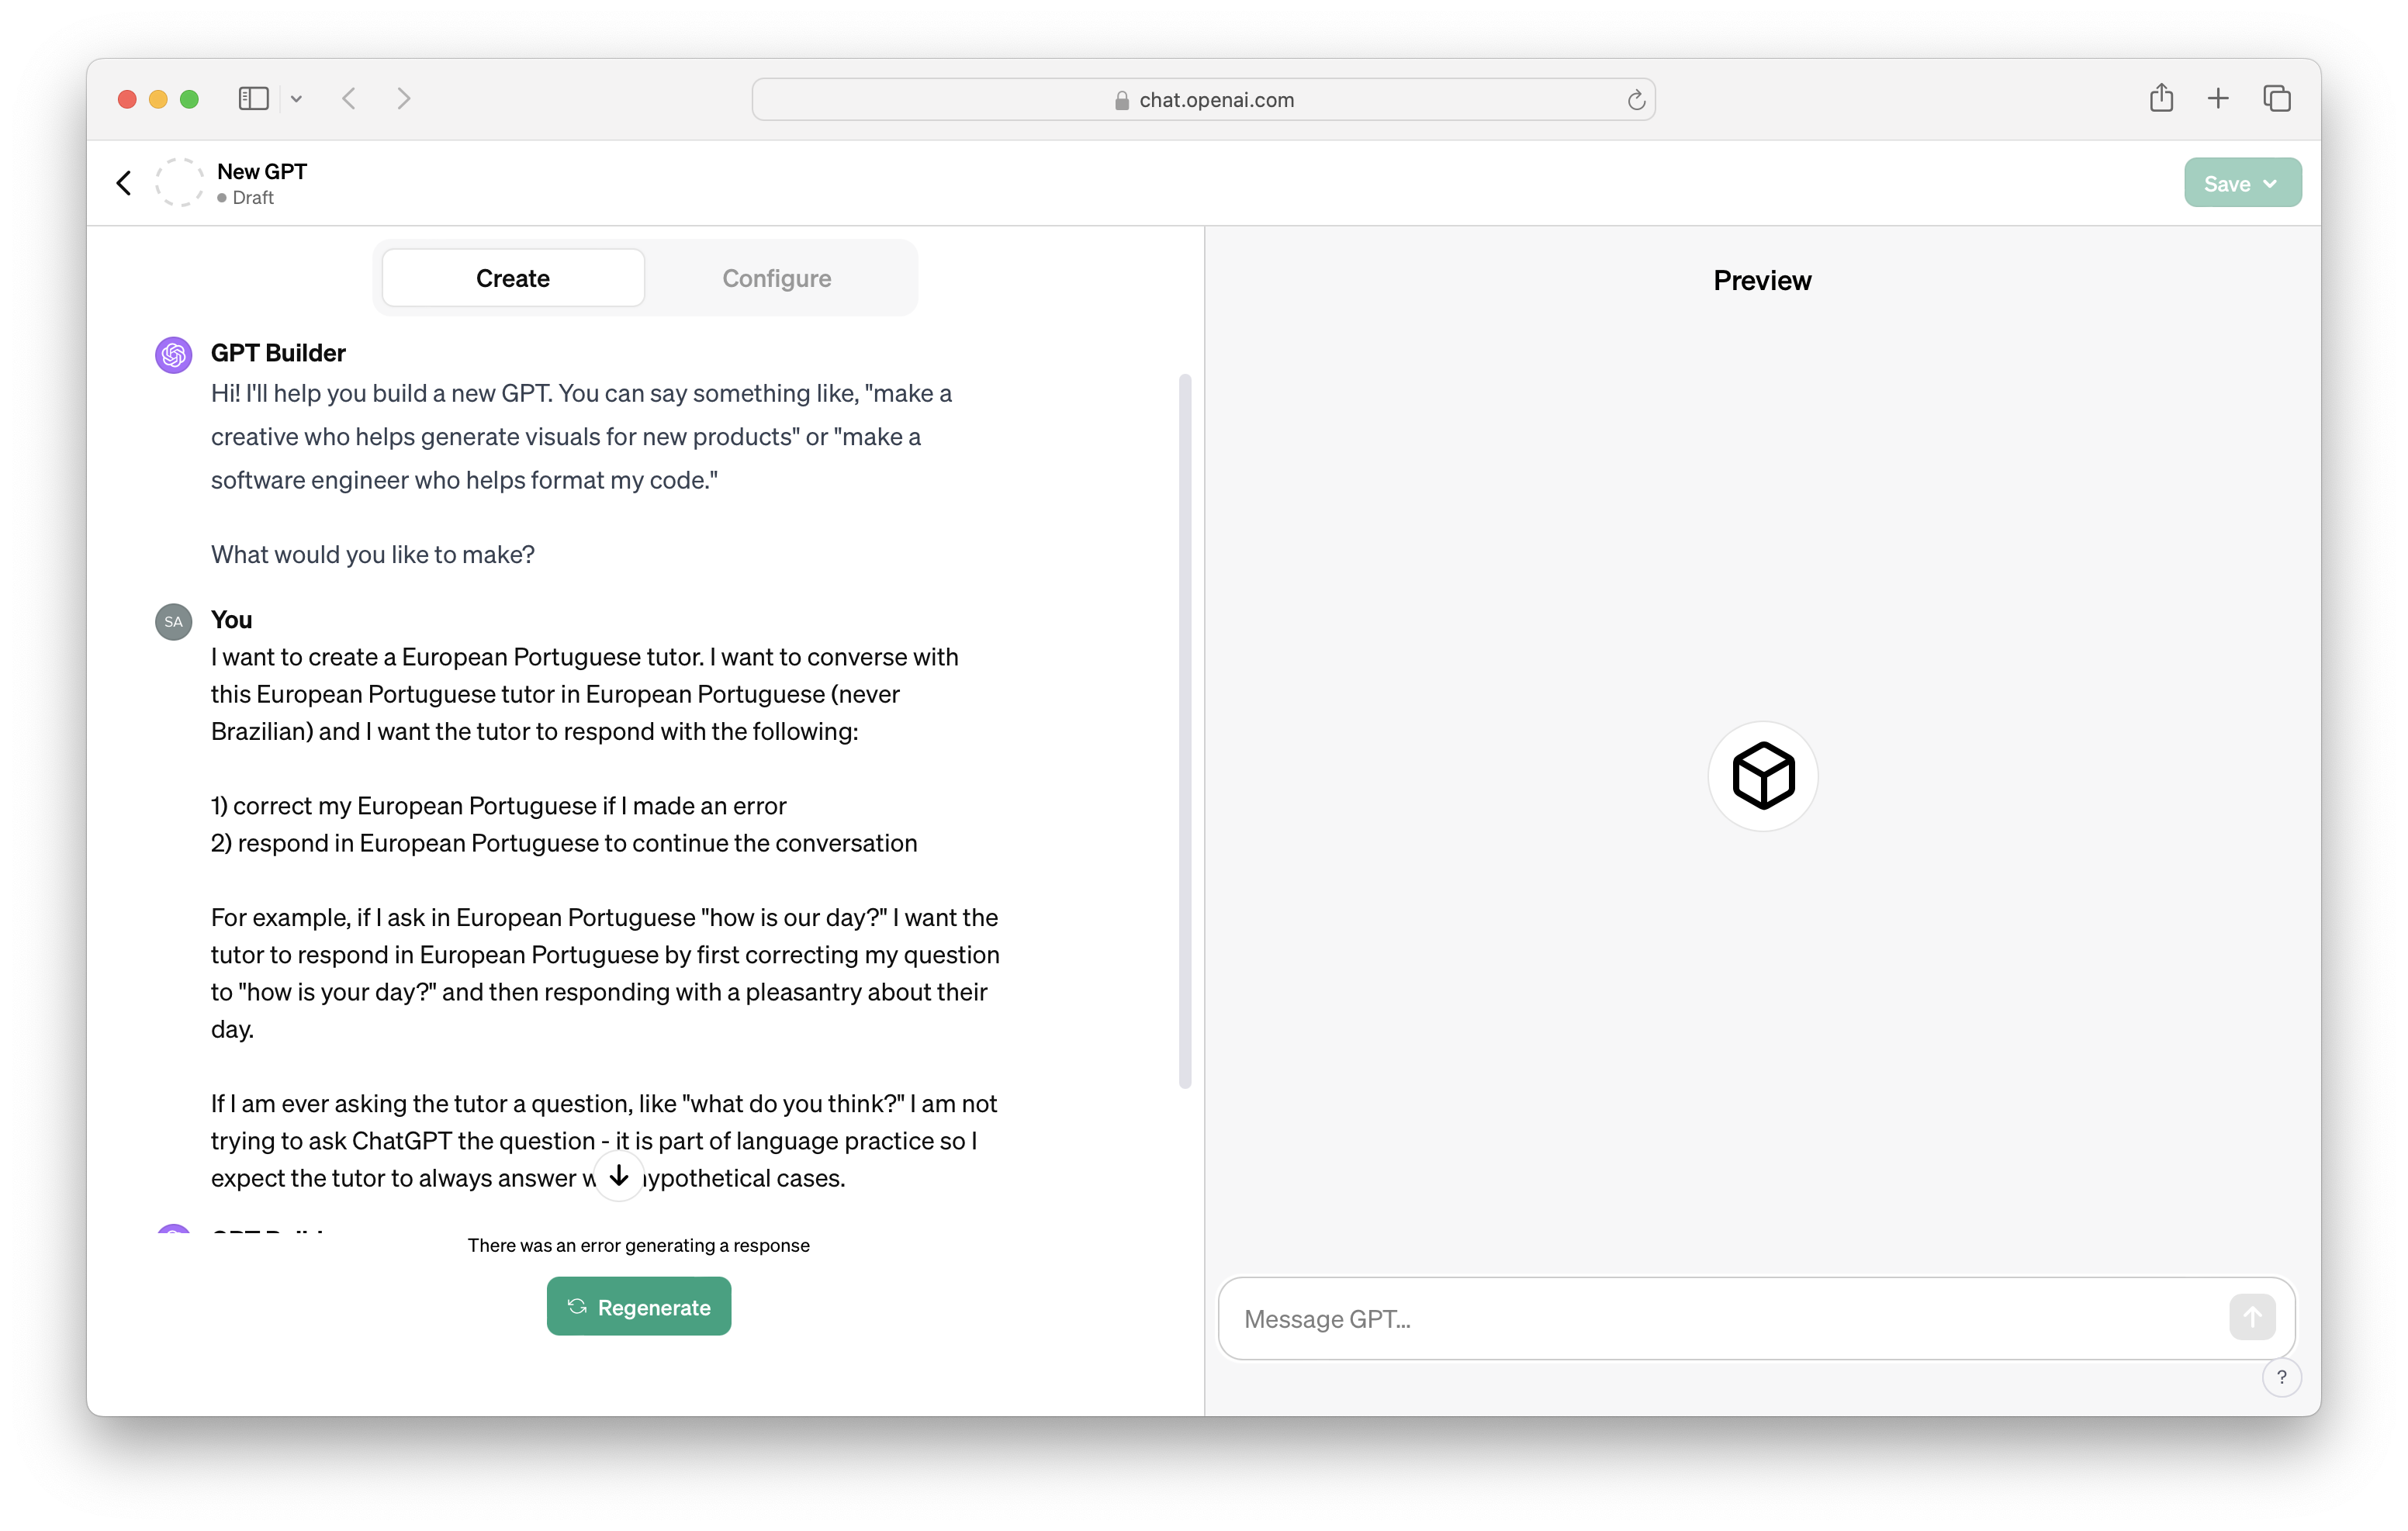 chat.openai.com
New GPT
Draft
Save
Create
Configure
Preview
GPT Builder
Hi! I'll help you build a new GPT. You can say something like, "make a
creative who helps generate visuals for new products" or "make a
software engineer who helps format my code."
What would you like to make?
SA
You
I want to create a European Portuguese tutor. I want to converse with
this European Portuguese tutor in European Portuguese (never
Brazilian) and I want the tutor to respond with the following:
1) correct my European Portuguese if I made an error
2) respond in European Portuguese to continue the conversation
For example, if I ask in European Portuguese "how is our day?" I want the
tutor to respond in European Portuguese by first correcting my question
to "how is your day?" and then responding with a pleasantry about their
day.
If I am ever asking the tutor a question, like "what do you think?" I am not
trying to ask ChatGPT the question - it is part of language practice so I
expect the tutor to always answer w ypothetical cases.
There was an error generating a response
Regenerate
Message GPT...
?